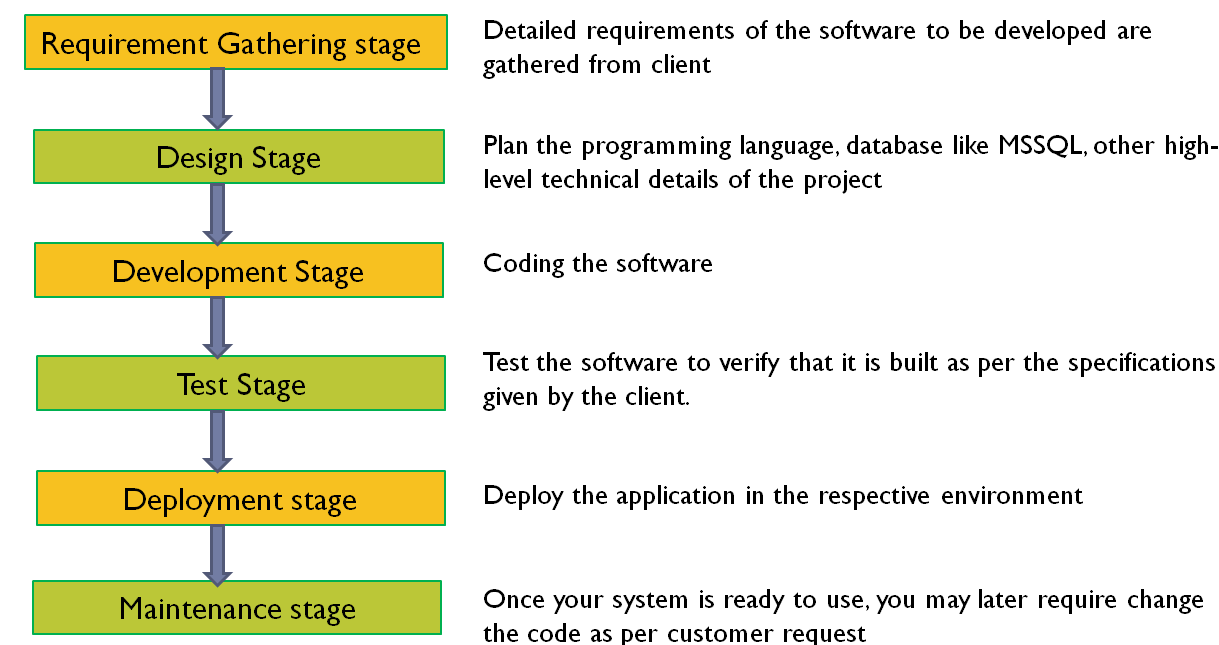 Requirement Gathering stage
Detailed requirements of the software to be developed are
gathered from client
Design Stage
Plan the programming language, database like MSSQL, other high-
level technical details of the project
Development Stage
Coding the software
Test Stage
Test the software to verify that it is built as per the specifications
given by the client.
Deployment stage
Deploy the application in the respective environment
Maintenance stage
Once your system is ready to use, you may later require change
the code as per customer request